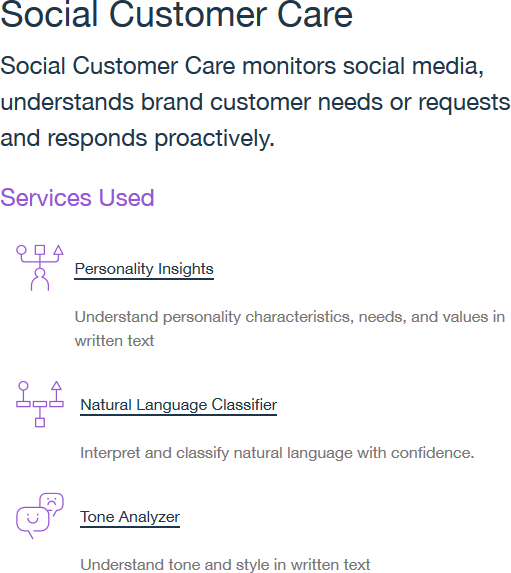 Social Customer Care
Social Customer Care monitors social media,
understands brand customer needs or requests
and responds proactively.
Services Used
Personality Insights
Understand personality characteristics, needs, and values in
written text
Natural Language Classifier
Interpret and classify natural language with confidence.
Tone Analyzer
Understand tone and style in written text